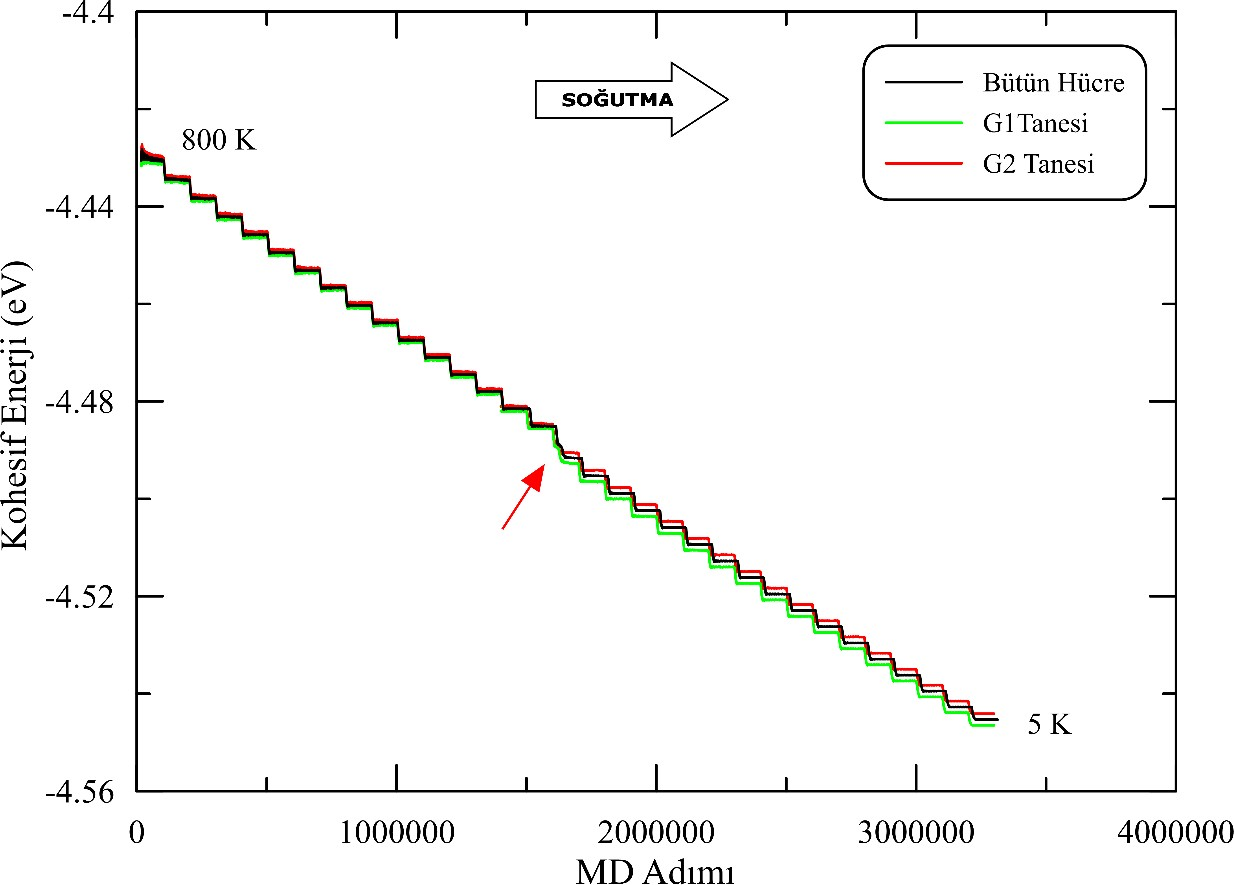 -4.4
SOĞUTMA
Bütün Hücre
G1Tanesi
G2 Tanesi
800 K
-4.44
Kohesif Enerji (eV)
-4.48
-4.52
5 K
-4.56
0 1000000 2000000 3000000 4000000
MD Adımı